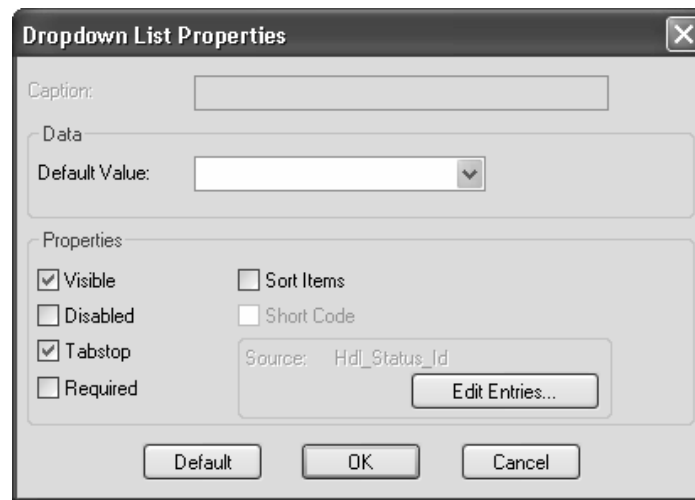 Dropdown List Properties
Caption:
Data
Default Value:
Properties
Visible
Sort Items
Disabled
Short Code
Tabstop
Source: Hdl_Status_Id
Required
Edit Entries...
Default
OK
Cancel